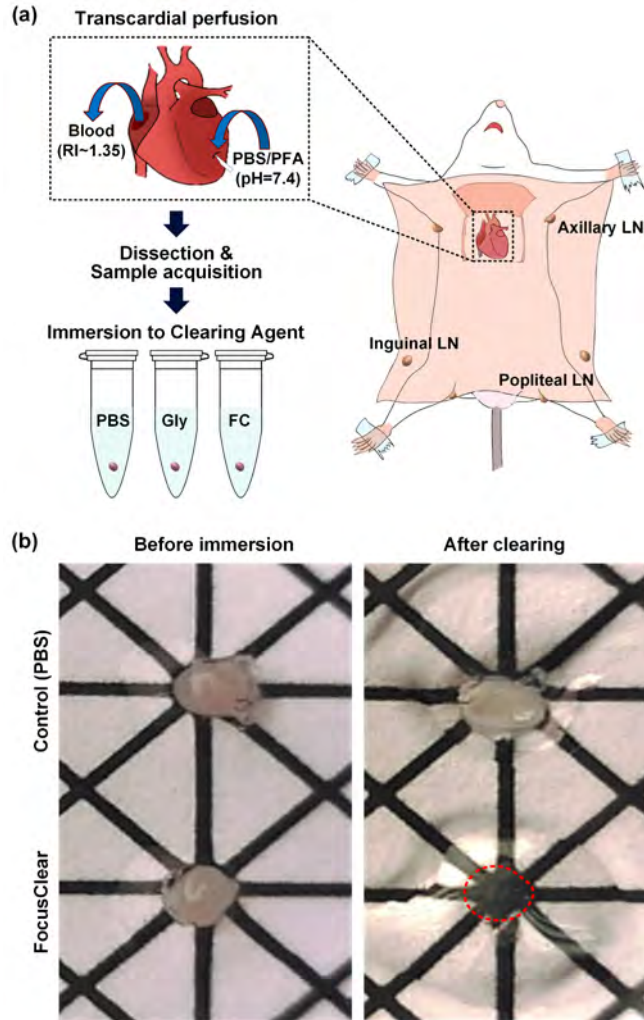 (a)
Transcardial perfusion
Blood
(RI~1.35)
PBS/PFA
(pH=7.4)
Dissection &
Sample acquisition
Immersion to Clearing Agent
PBS
Gly
FC
Axillary LN
Inguinal LN
Popliteal LN
(b)
Before immersion
After clearing
Control (PBS)
FocusClear